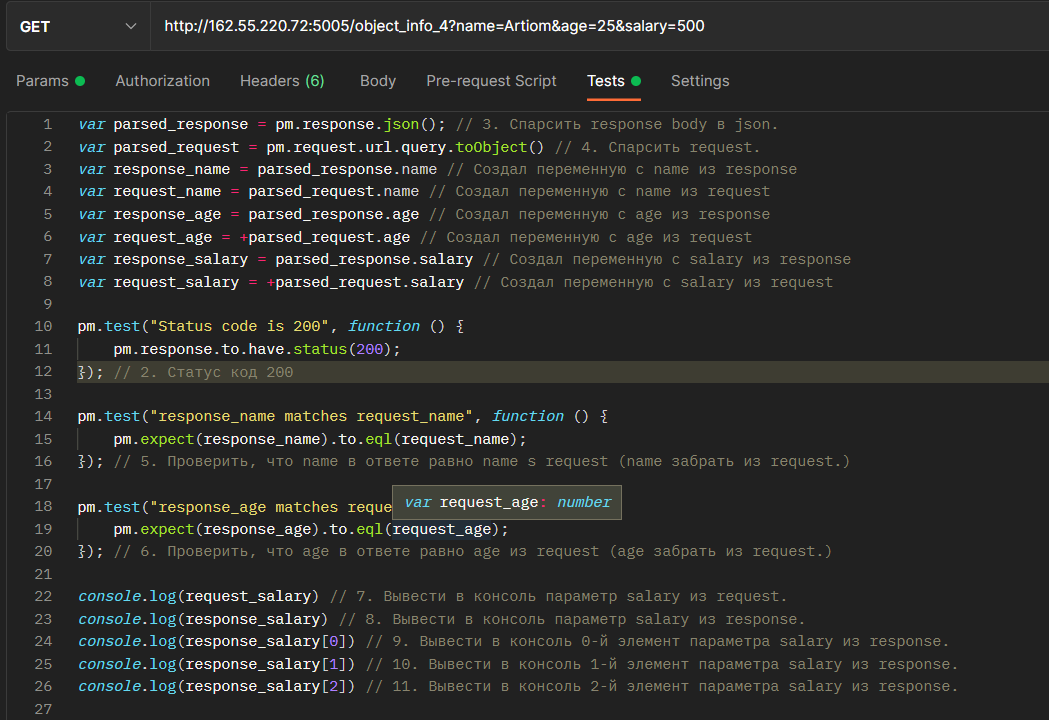 GET http://162.55.220.72:5005/object_info_4?name=Artiom&age=25&salary=500
Params Authorization Headers (6) Body Pre-request Script Tests Settings
1 var parsed_response = pm.response.json(); // 3. Спарсить response body в json.
2 var parsed_request = pm.request.url.query.toObject() // 4. Спарсить request.
3 var response_name = parsed_response.name // Создал переменную с name из response
4 var request_name = parsed_request.name // Создал переменную с name из request
5 var response_age = parsed_response.age // Создал переменную с age из response
6 var request_age = +parsed_request.age // Создал переменную с age из request
7 var response_salary = parsed_response.salary // Создал переменную с salary из response
8 var request_salary = +parsed_request.salary // Создал переменную с salary из request
9
10 pm.test("Status code is 200", function () {
11 pm.response.to.have.status(200);
12 }); // 2. Статус код 200
13
14 pm.test("response_name matches request_name", function () {
15 pm.expect(response_name).to.eql(request_name);
16 }); // 5. Проверить, что name в ответе равно name s request (name забрать из request.)
17
18 pm.test("response_age matches reque
var request_age: number
19 pm.expect(response_age).to.eql(request_age);
20 }); // 6. Проверить, что age в ответе равно age из request (age забрать из request.)
21
22 console.log(request_salary) // 7. Вывести в консоль параметр salary из request.
23 console.log(response_salary) // 8. Вывести в консоль параметр salary из response.
24 console.log(response_salary[0]) // 9. Вывести в консоль 0-й элемент параметра salary из response.
25 console.log(response_salary[1]) // 10. Вывести в консоль 1-й элемент параметра salary из response.
26 console.log(response_salary[2]) // 11. Вывести в консоль 2-й элемент параметра salary из response.
27